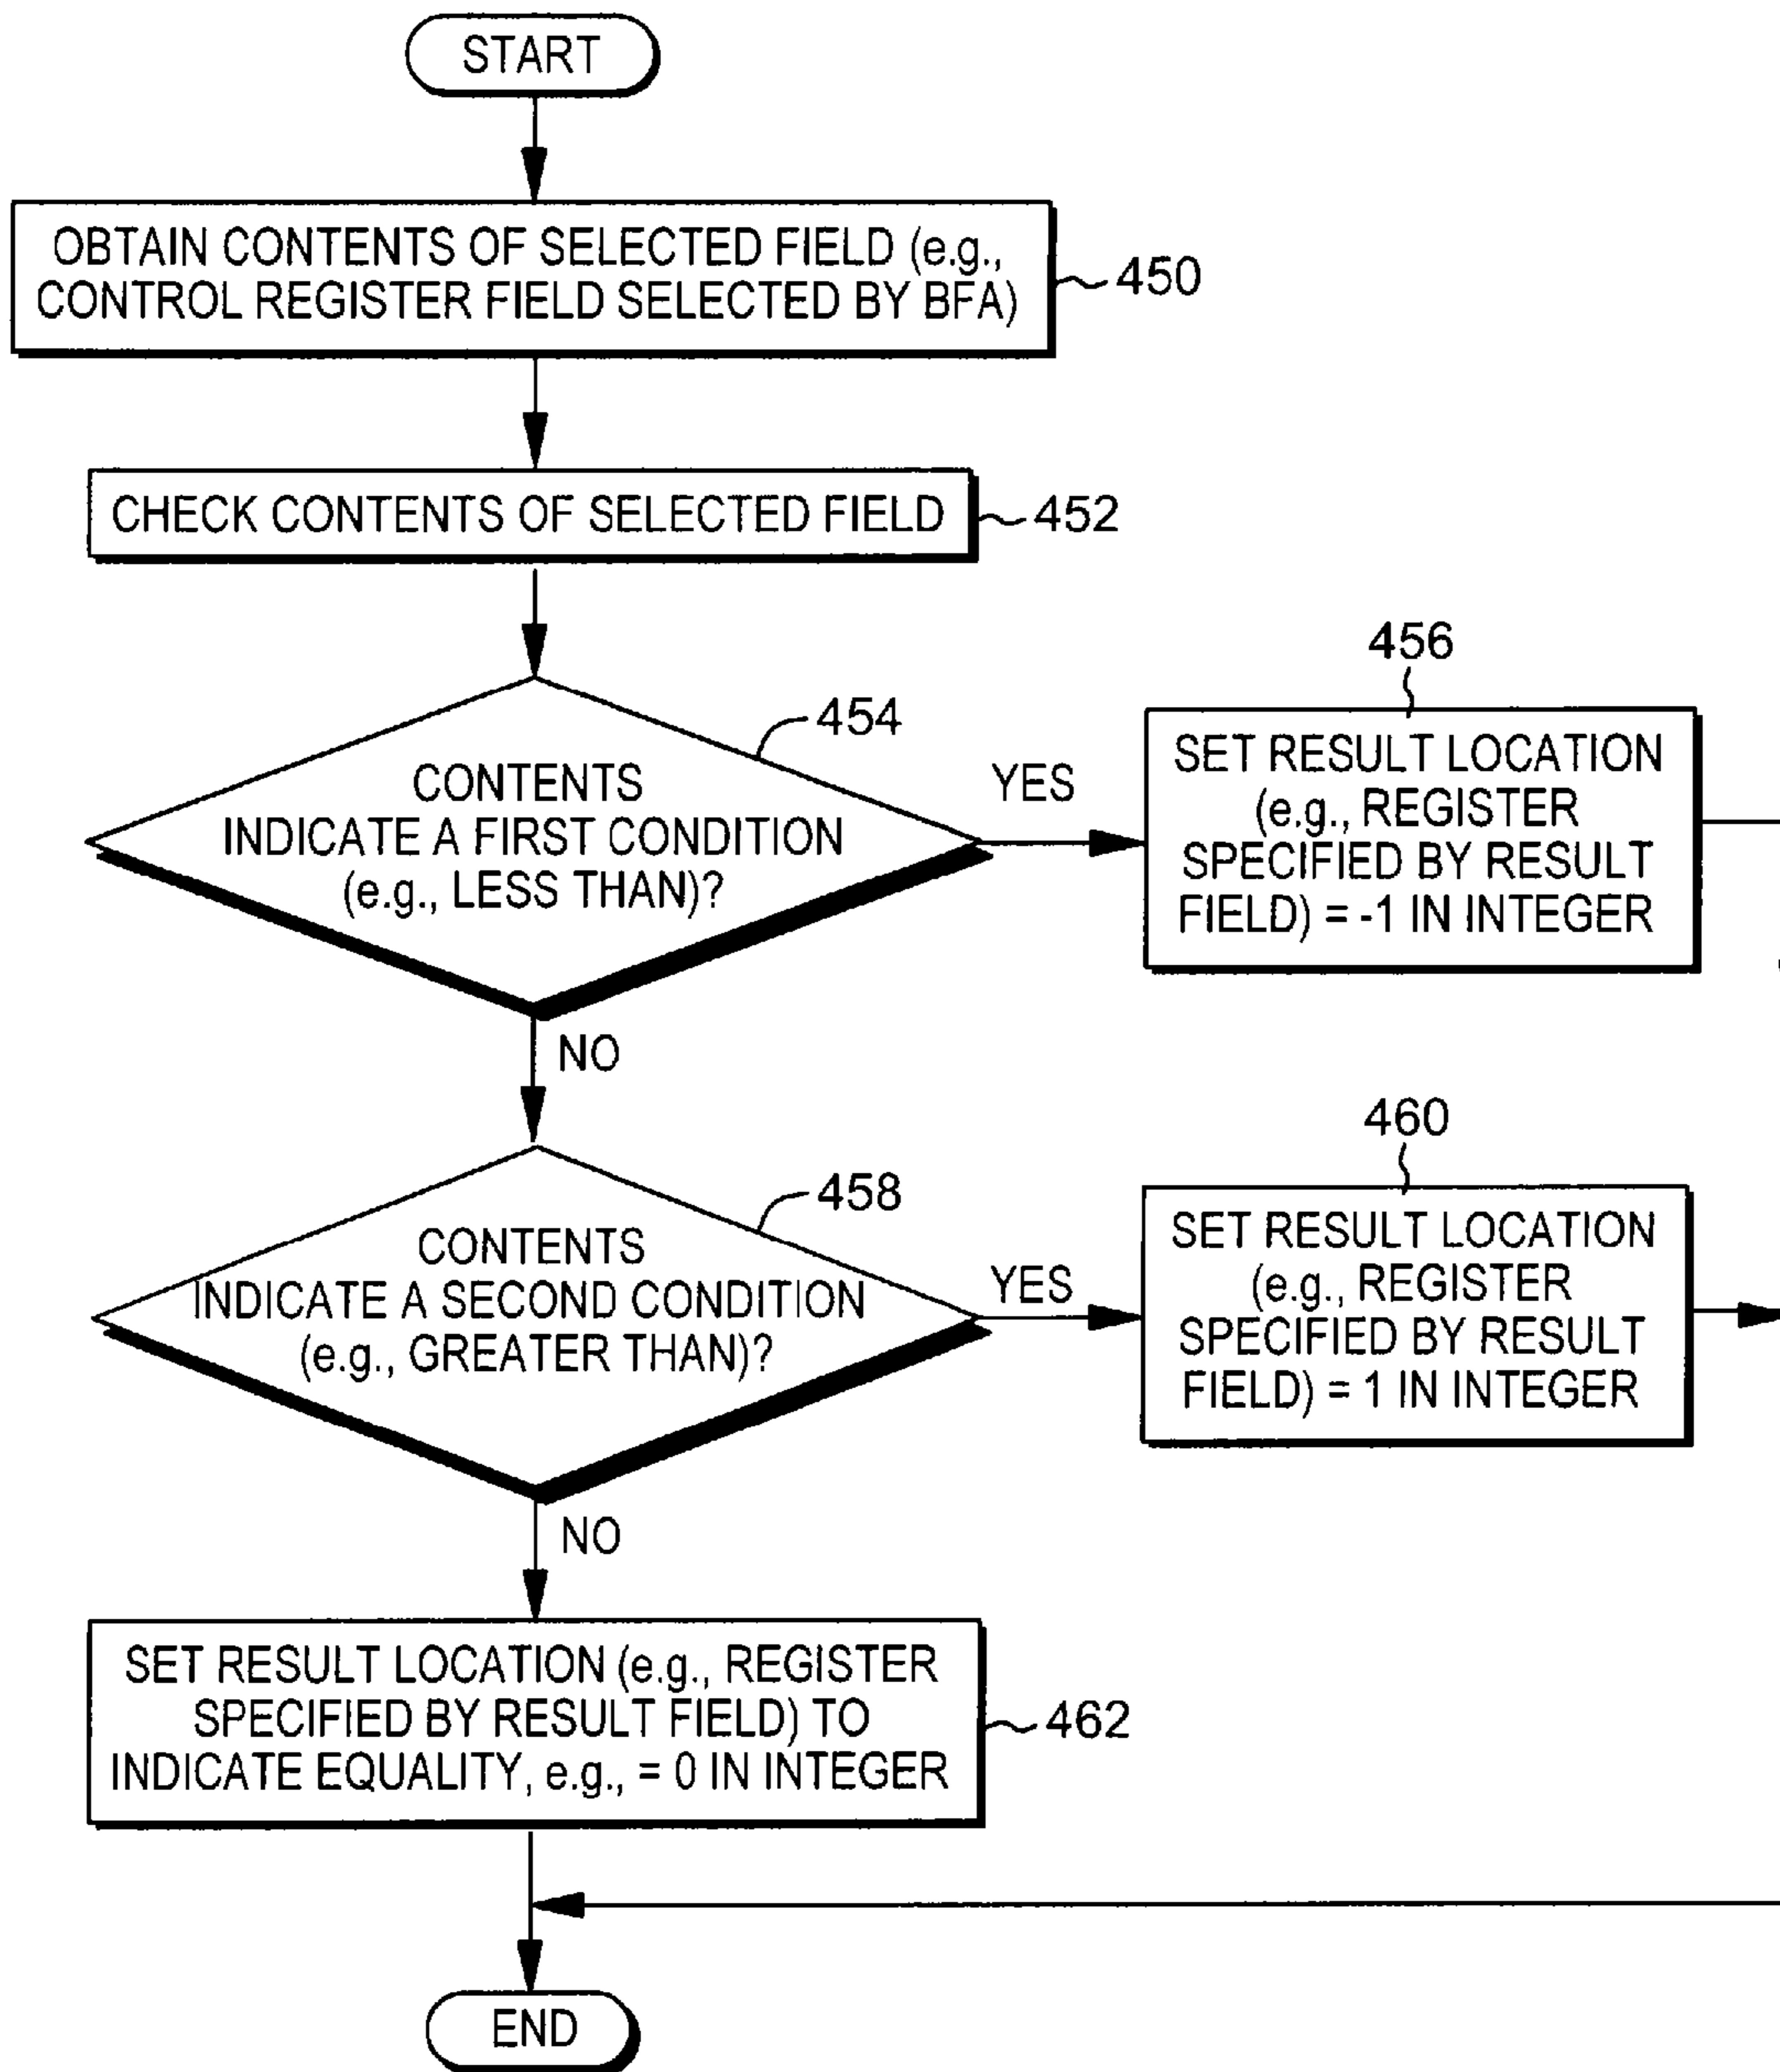 START
OBTAIN CONTENTS OF SELECTED FIELD (e.g.,
CONTROL REGISTER FIELD SELECTED BY BFA)
450
CHECK CONTENTS OF SELECTED FIELD
452
454
CONTENTS
INDICATE A FIRST CONDITION
(e.g., LESS THAN)?
YES
456
SET RESULT LOCATION
(e.g., REGISTER
SPECIFIED BY RESULT
FIELD) = -1 IN INTEGER
NO
458
CONTENTS
INDICATE A SECOND CONDITION
(e.g., GREATER THAN)?
YES
460
SET RESULT LOCATION
(e.g., REGISTER
SPECIFIED BY RESULT
FIELD) = 1 IN INTEGER
NO
SET RESULT LOCATION (e.g., REGISTER
SPECIFIED BY RESULT FIELD) TO
INDICATE EQUALITY, e.g., = 0 IN INTEGER
462
END